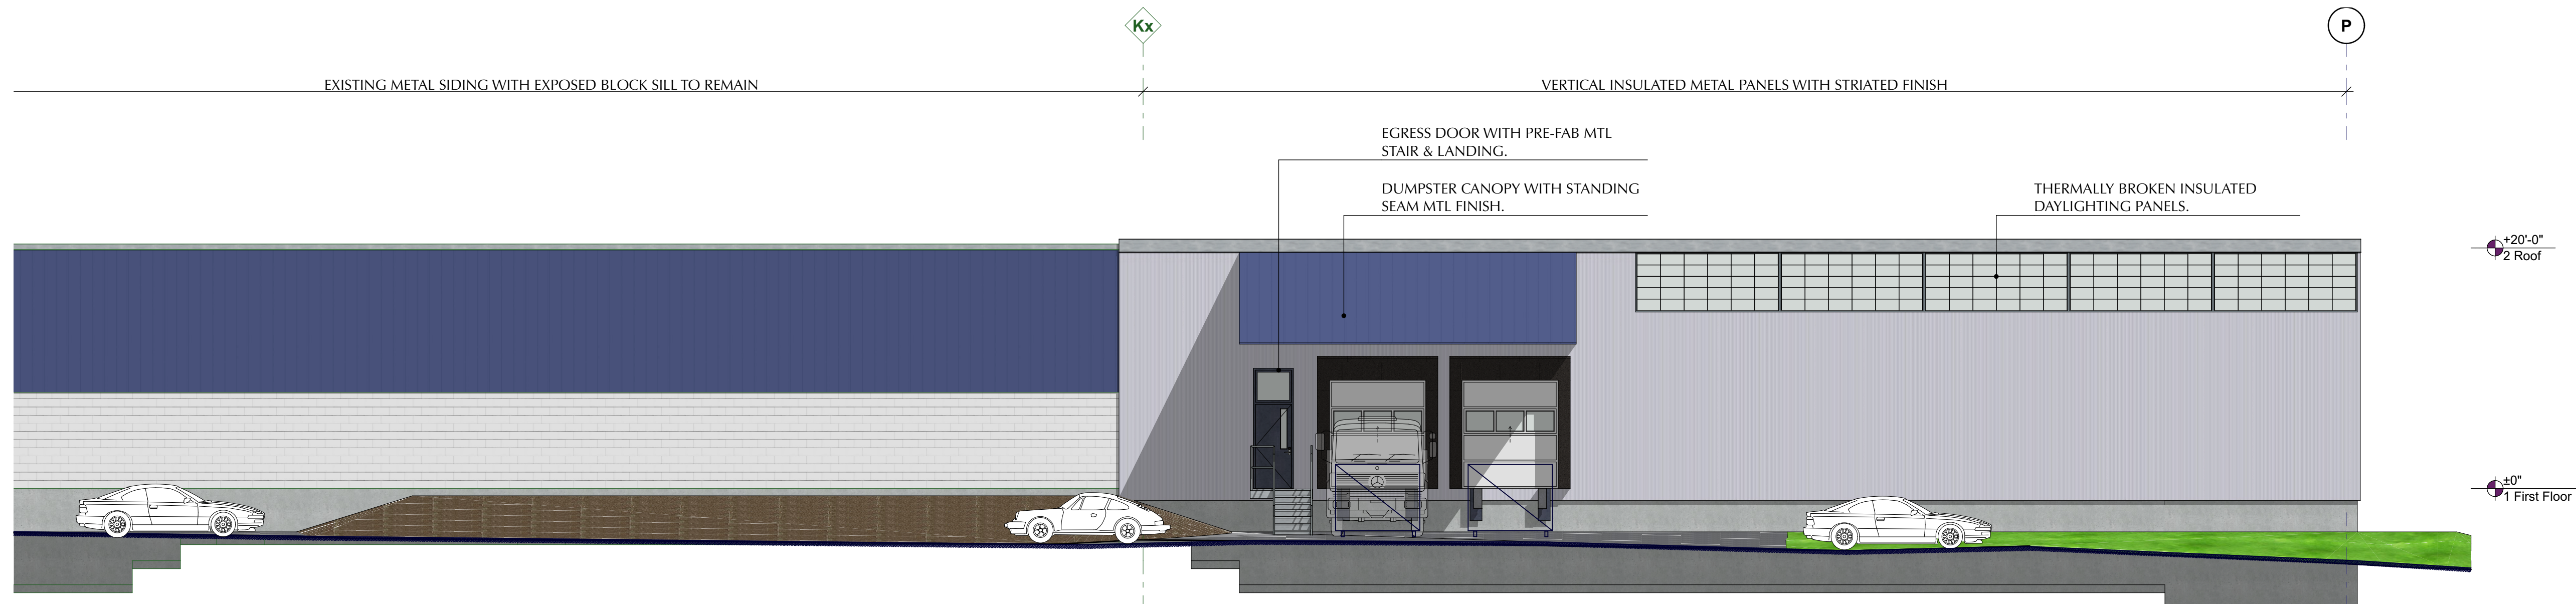 Kx
P
EXISTING METAL SIDING WITH EXPOSED BLOCK SILL TO REMAIN
VERTICAL INSULATED METAL PANELS WITH STRIATED FINISH
EGRESS DOOR WITH PRE-FAB MTL
STAIR & LANDING.
DUMPSTER CANOPY WITH STANDING
SEAM MTL FINISH.
THERMALLY BROKEN INSULATED
DAYLIGHTING PANELS.
+20'-0"
2 Roof
±0"
1 First Floor